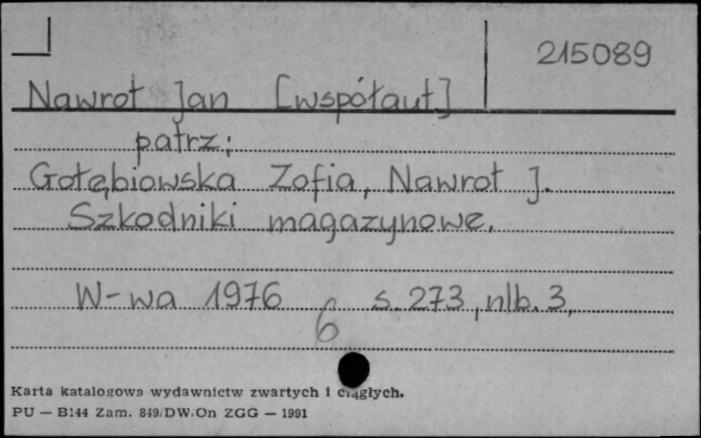 215089
Nawrot Jan [współaut.]
patrz:
Gołębiowska Zofia, Nawrot J.
Szkodniki magazynowe.
W-wa 1976 s. 273, nlb. 3,
6
Karta katalogowa wydawnictw zwartych i ciągłych.
PU — B144 Zam. 849/DW/On ZGG — 1991